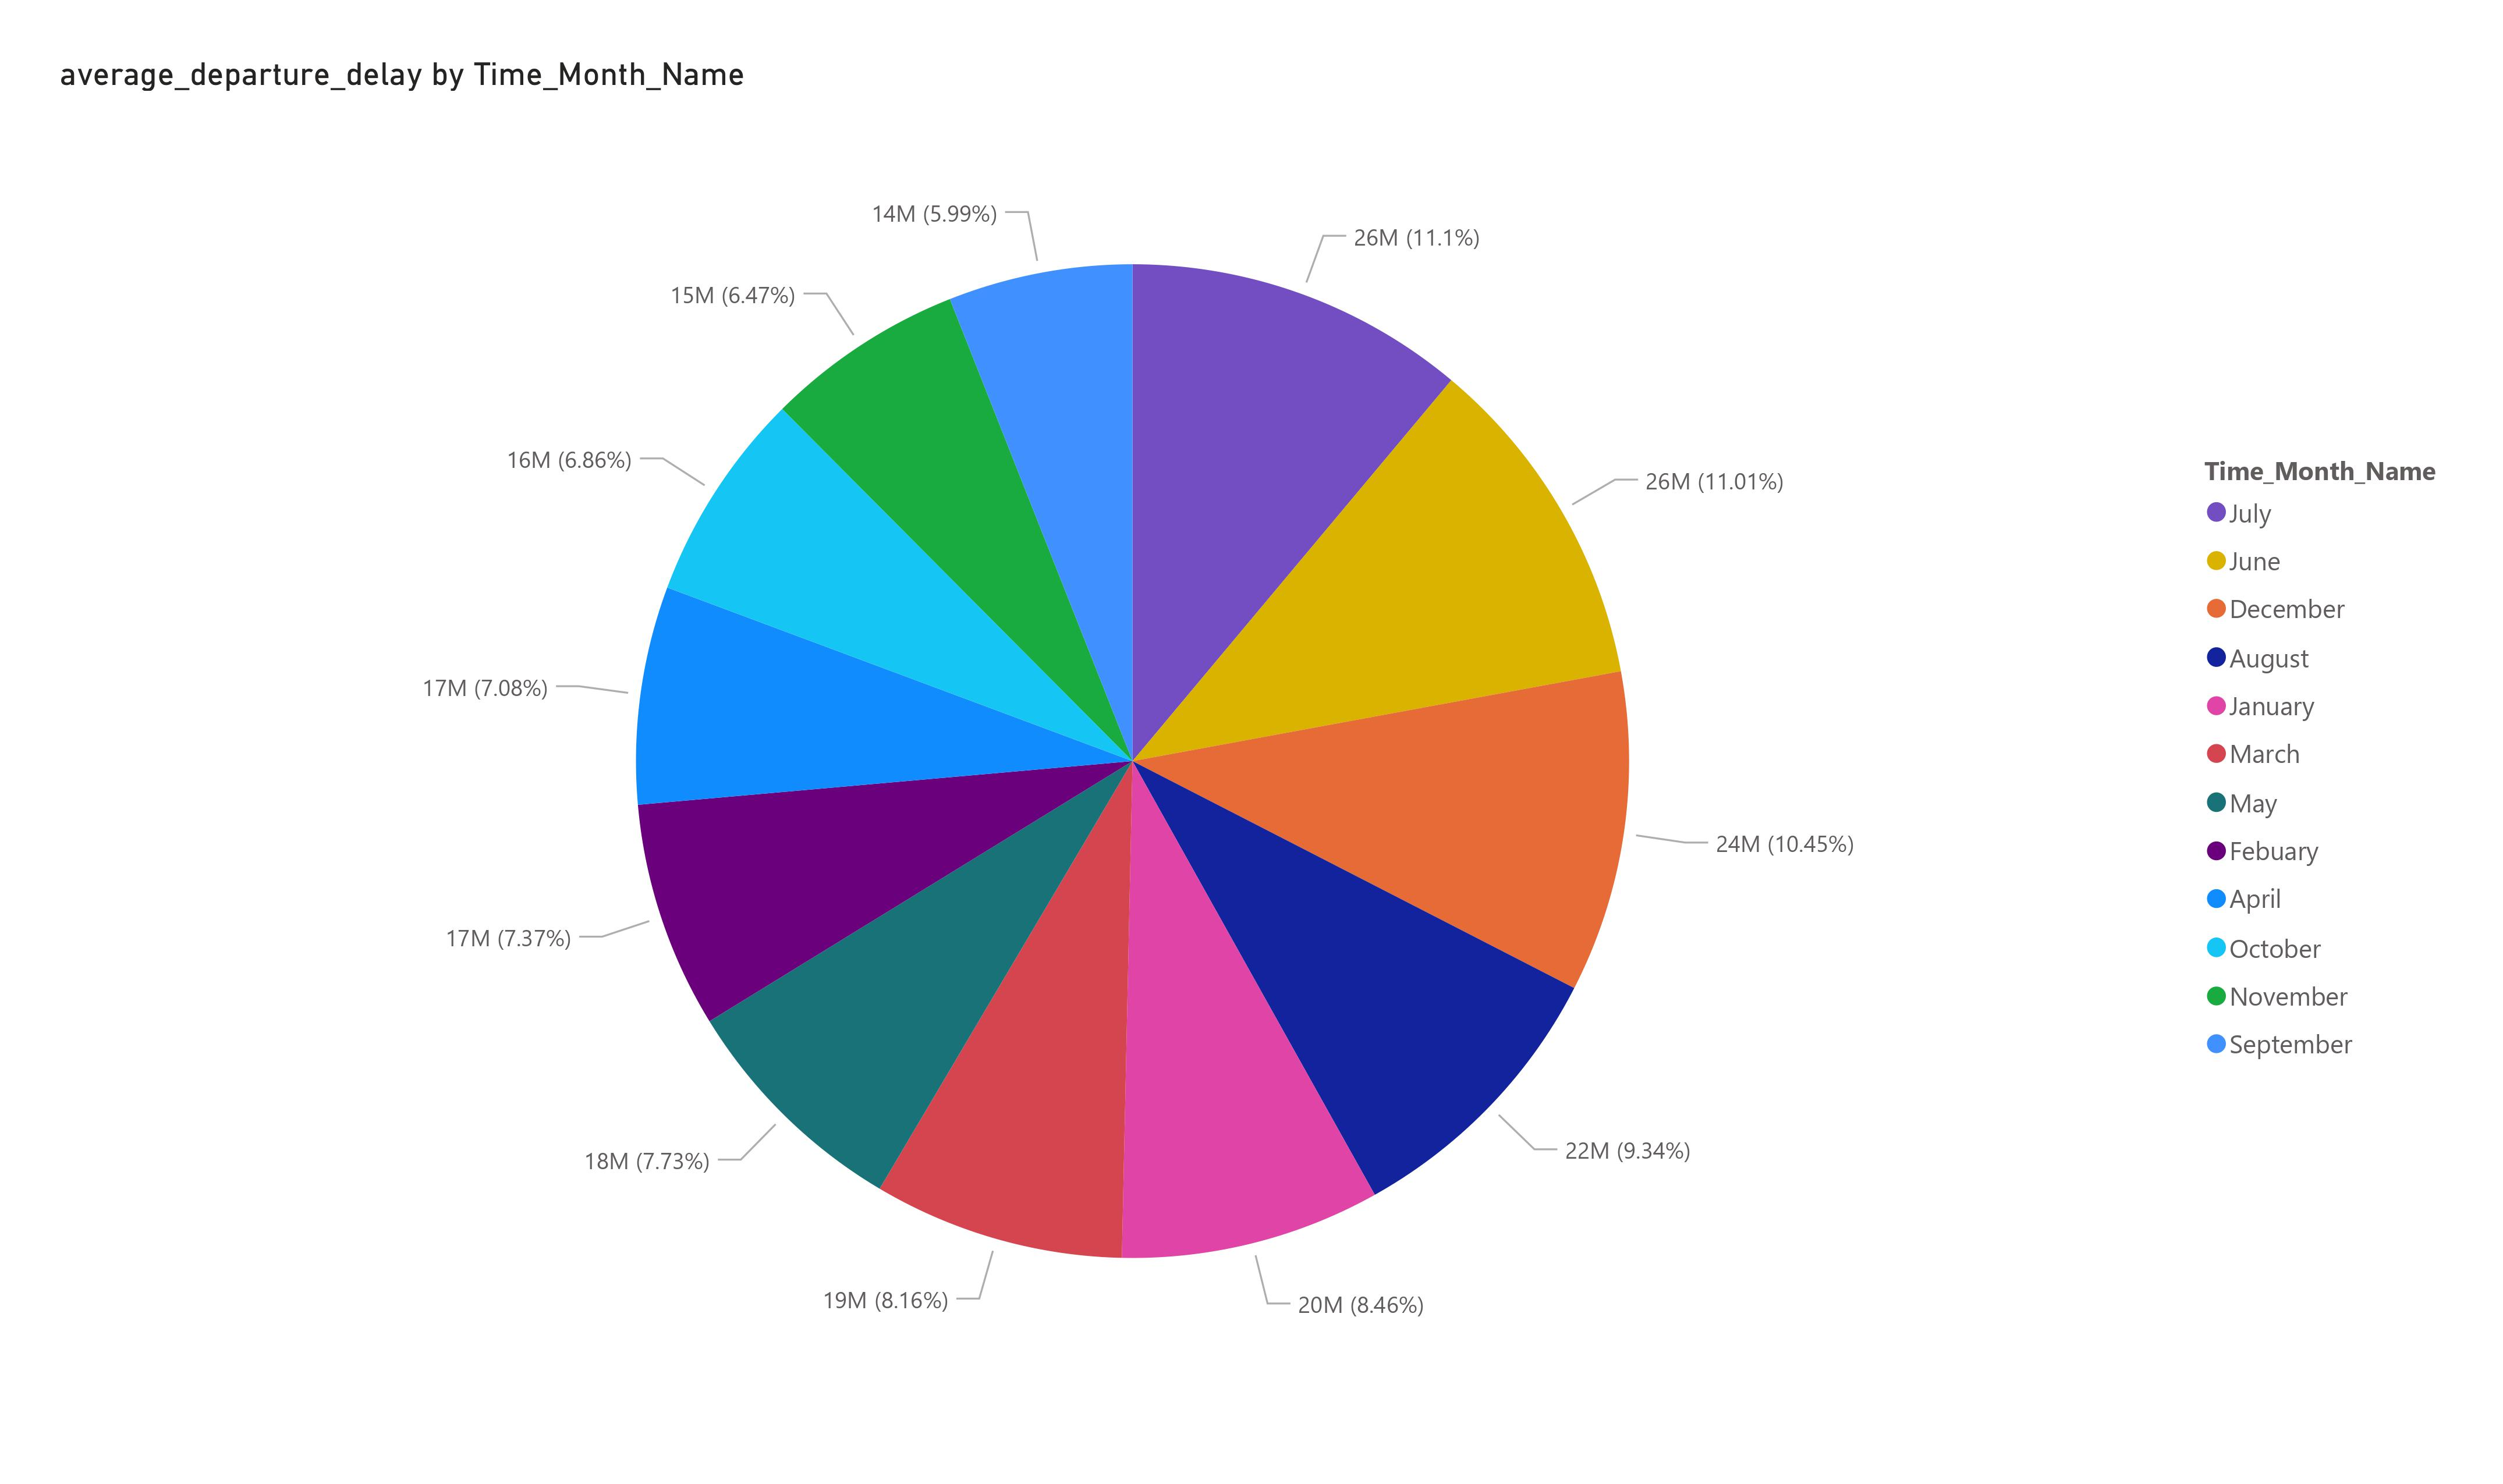 average_departure_delay by Time_Month_Name
14M (5.99%)
26M (11.1%)
15M (6.47%)
16M (6.86%)
26M (11.01%)
17M (7.08%)
24M (10.45%)
17M (7.37%)
22M (9.34%)
18M (7.73%)
19M (8.16%)
20M (8.46%)
Time_Month_Name
July
June
December
August
January
March
May
Febuary
April
October
November
September